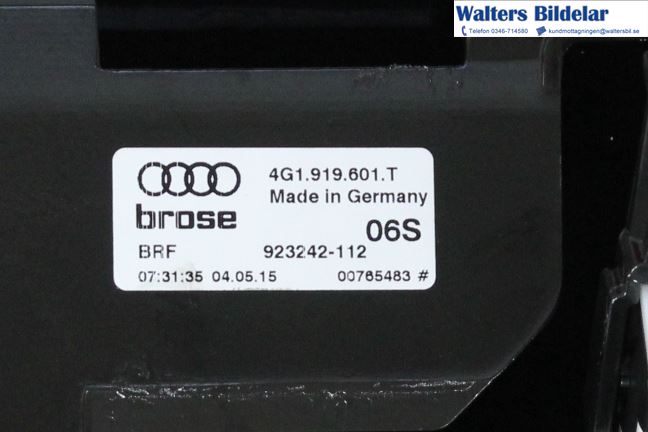 Walters Bildelar
Telefon 0346-714580 kundmottagningen@waltersbil.se
4G1.919.601.T
Made in Germany
brose
06S
BRF 923242-112
07:31:35 04.05.15 00765483 #